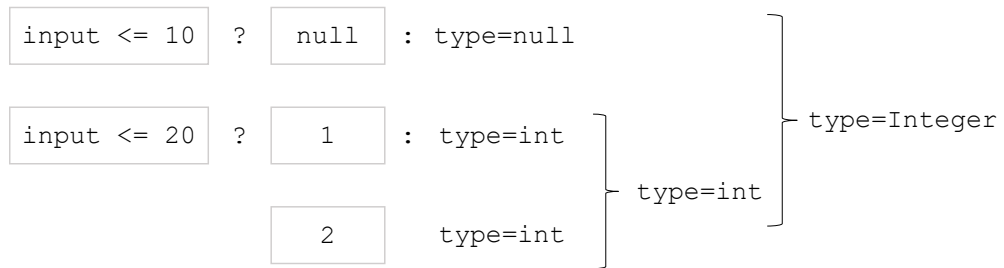 input <= 10 ? null : type=null
input <= 20 ? 1 : type=int
type=Integer
type=int
2 type=int